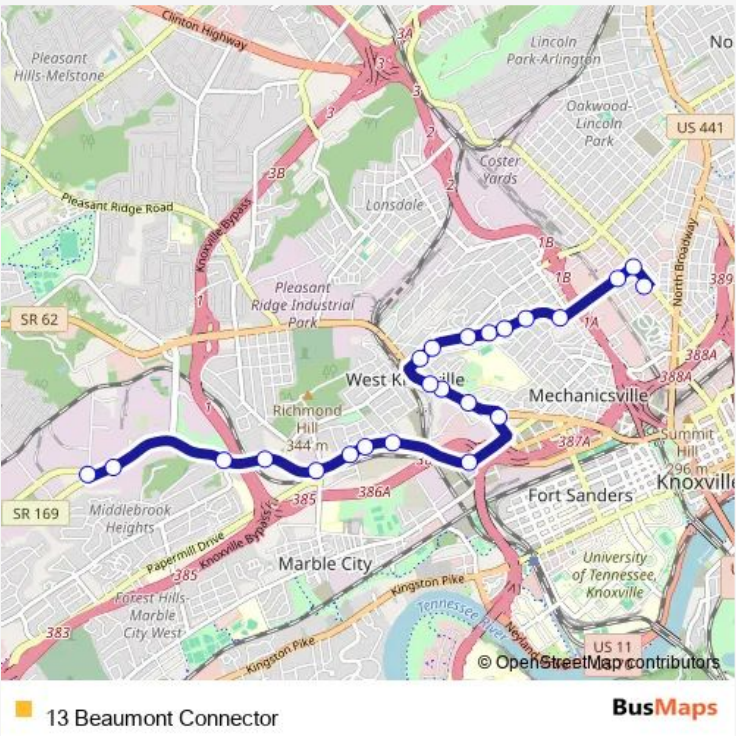 Clinton Highway
3A
Lincoln
Park-Arlington
No
Pleasant
Hills-Melstone
3
3
3
Oakwood-
Lincoln
Park
US 441
2
Coster
Yards
3B
2
Lonsdale
Pleasant Ridge Road
Knoxville Bypass
1B
1B
North Broadway
389
Pleasant
Ridge Industrial
Park
1
SR 62
1A
388A
388A
West K
ville
Mechanicsville
Richmond
Hill
344 m
1
387A
Summit
Hill
296 m
Knoxville
385
386A
Fort Sanders
SR 169
Middlebrook
Heights
Papermill Drive
Knoxville Bypass
385
Marble City
University
of Tennessee,
Knoxville
Kingston Pike
Forest Hills-
Marble
City West
383
Tennessee River
Neyland
Kingston Pike
US 11
© OpenStreetMap contributors
13 Beaumont Connector
BusMaps